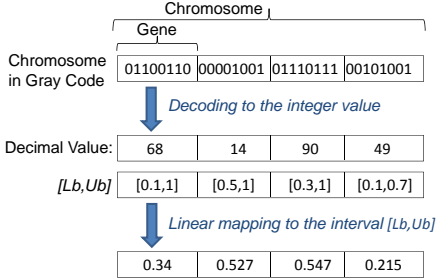 Chromosome
Gene
Chromosome in Gray Code
01100110 00001001 01110111 00101001
Decoding to the integer value
Decimal Value: 68 14 90 49
[Lb,Ub] [0.1,1] [0.5,1] [0.3,1] [0.1,0.7]
Linear mapping to the interval [Lb,Ub]
0.34 0.527 0.547 0.215